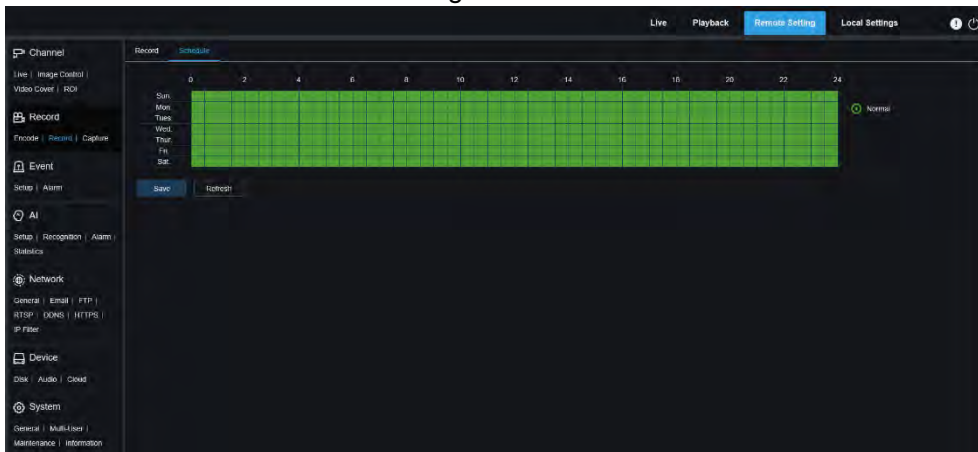 Live Playback Remote Setting Local Settings
Channel
Live | Image Control |
Video Cover | ROI
Record
Encode | Record | Capture
Event
Setup | Alarm
AI
Setup | Recognition | Alarm |
Statistics
Network
General | Email | FTP |
RTSP | DDNS | HTTPS |
IP Filter
Device
Disk | Audio | Cloud
System
General | Multi-User |
Maintenance | Information
Record Schedule
0 2 4 6 8 10 12 14 16 18 20 22 24
Sun.
Mon.
Tues.
Wed.
Thur.
Fri.
Sat.
Normal
Save Refresh